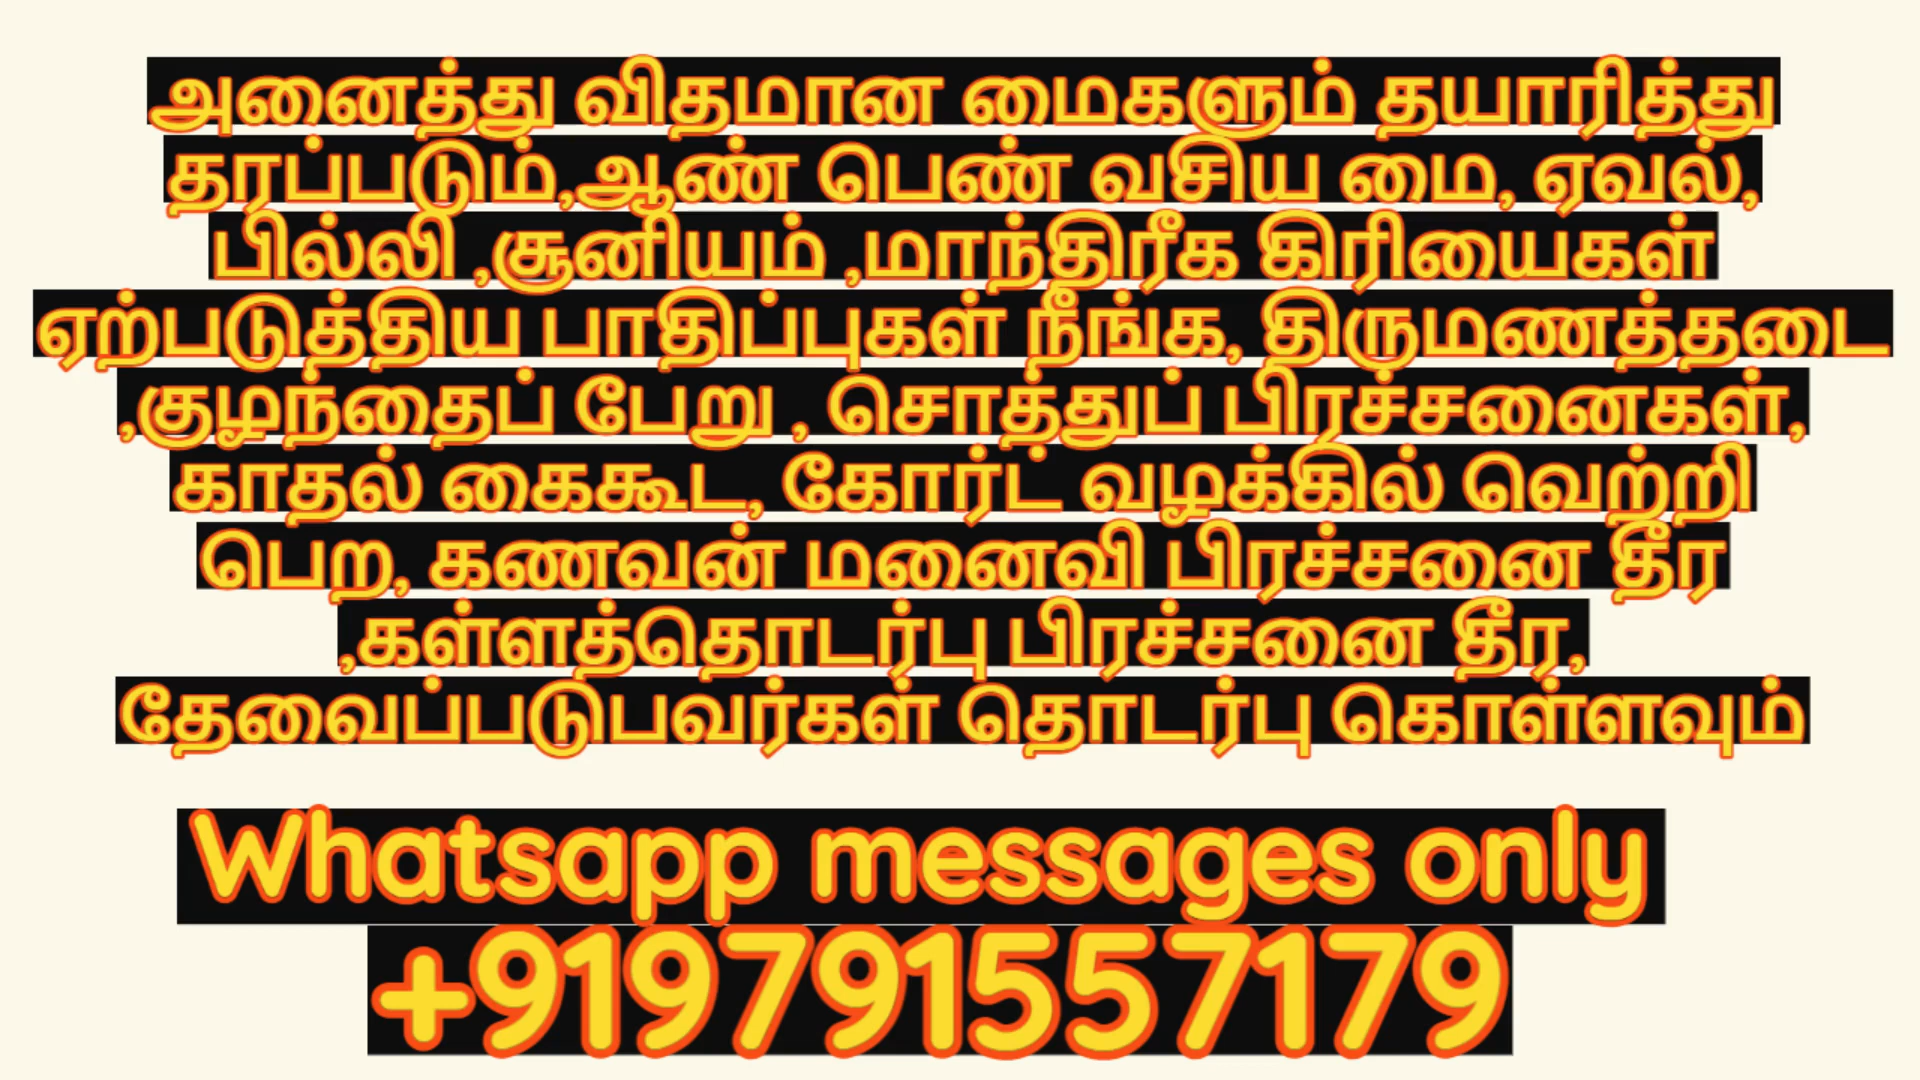 அனைத்து விதமான மைகளும் தயாரித்து
தரப்படும்,ஆண் பெண் வசிய மை, ஏவல்,
பில்லி ,சூனியம் ,மாந்திரீக கிரியைகள்
ஏற்படுத்திய பாதிப்புகள் நீங்க, திருமணத்தடை
,குழந்தைப் பேறு , சொத்துப் பிரச்சனைகள்,
காதல் கைகூட, கோர்ட் வழக்கில் வெற்றி
பெற, கணவன் மனைவி பிரச்சனை தீர
,கள்ளத்தொடர்பு பிரச்சனை தீர,
தேவைப்படுபவர்கள் தொடர்பு கொள்ளவும்
Whatsapp messages only
+919791557179